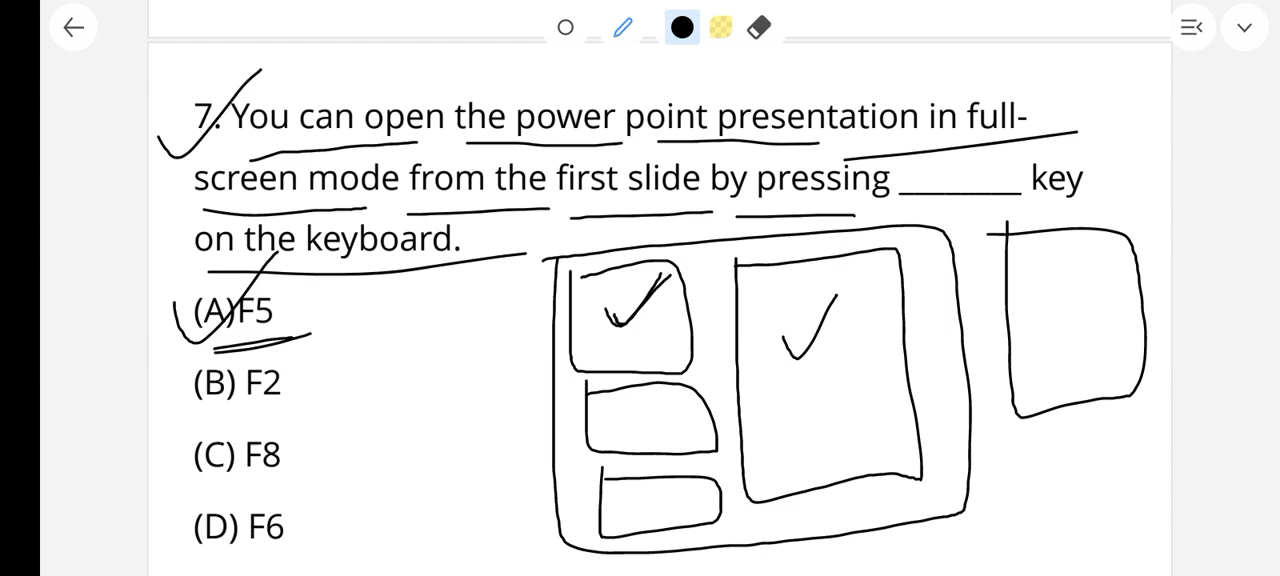 7. You can open the power point presentation in full-
screen mode from the first slide by pressing _______ key
on the keyboard.
(A)F5
(B) F2
(C) F8
(D) F6